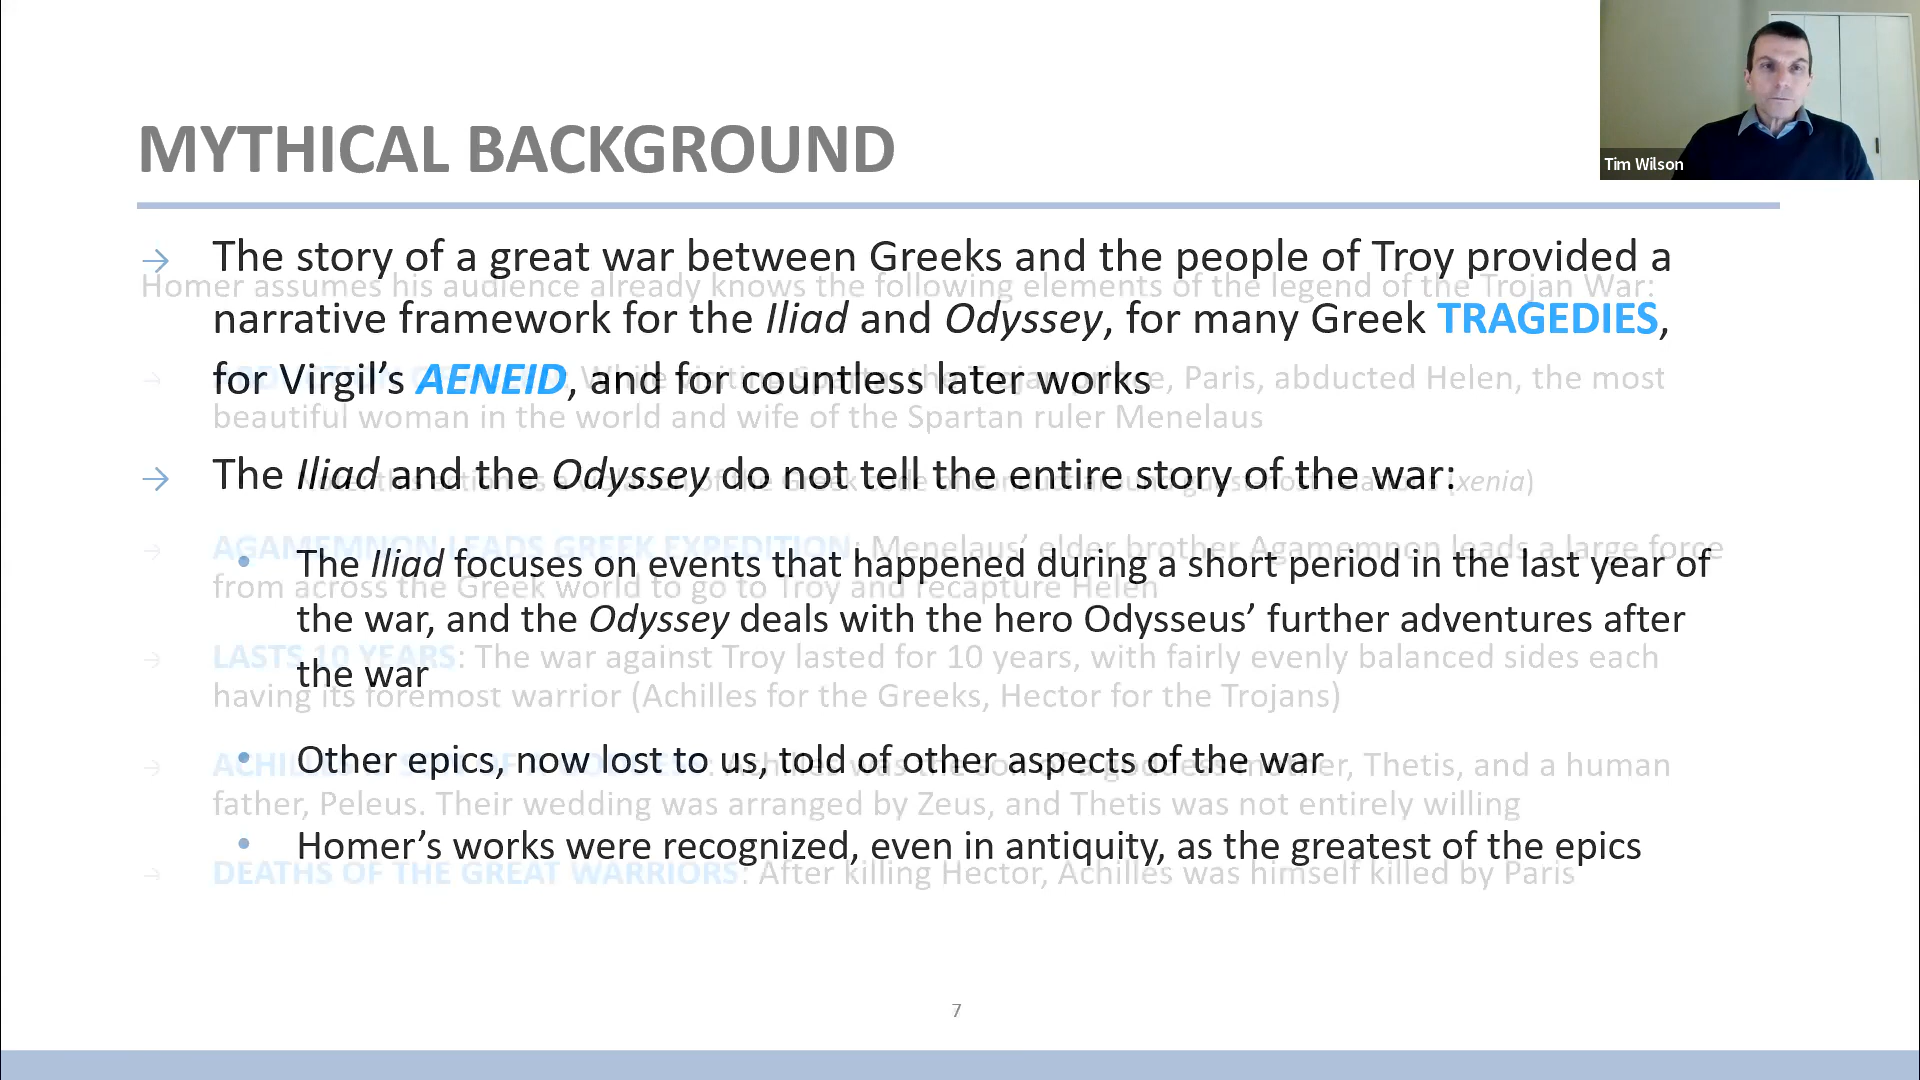 MYTHICAL BACKGROUND
Tim Wilson
→ The story of a great war between Greeks and the people of Troy provided a
narrative framework for the Iliad and Odyssey, for many Greek TRAGEDIES,
for Virgil’s AENEID, and for countless later works
→ The Iliad and the Odyssey do not tell the entire story of the war:
• The Iliad focuses on events that happened during a short period in the last year of
the war, and the Odyssey deals with the hero Odysseus’ further adventures after
the war
• Other epics, now lost to us, told of other aspects of the war
• Homer’s works were recognized, even in antiquity, as the greatest of the epics
Homer assumes his audience already knows the following elements of the legend of the Trojan War:
Paris, abducted Helen, the most
beautiful woman in the world and wife of the Spartan ruler Menelaus
(xenia)
→ AGAMEMNON LEADS GREEK EXPEDITION: Menelaus’ elder brother Agamemnon leads a large force
from across the Greek world to go to Troy and recapture Helen
→ LASTS 10 YEARS: The war against Troy lasted for 10 years, with fairly evenly balanced sides each
having its foremost warrior (Achilles for the Greeks, Hector for the Trojans)
Thetis, and a human
father, Peleus. Their wedding was arranged by Zeus, and Thetis was not entirely willing
→ DEATHS OF THE GREAT WARRIORS: After killing Hector, Achilles was himself killed by Paris
7